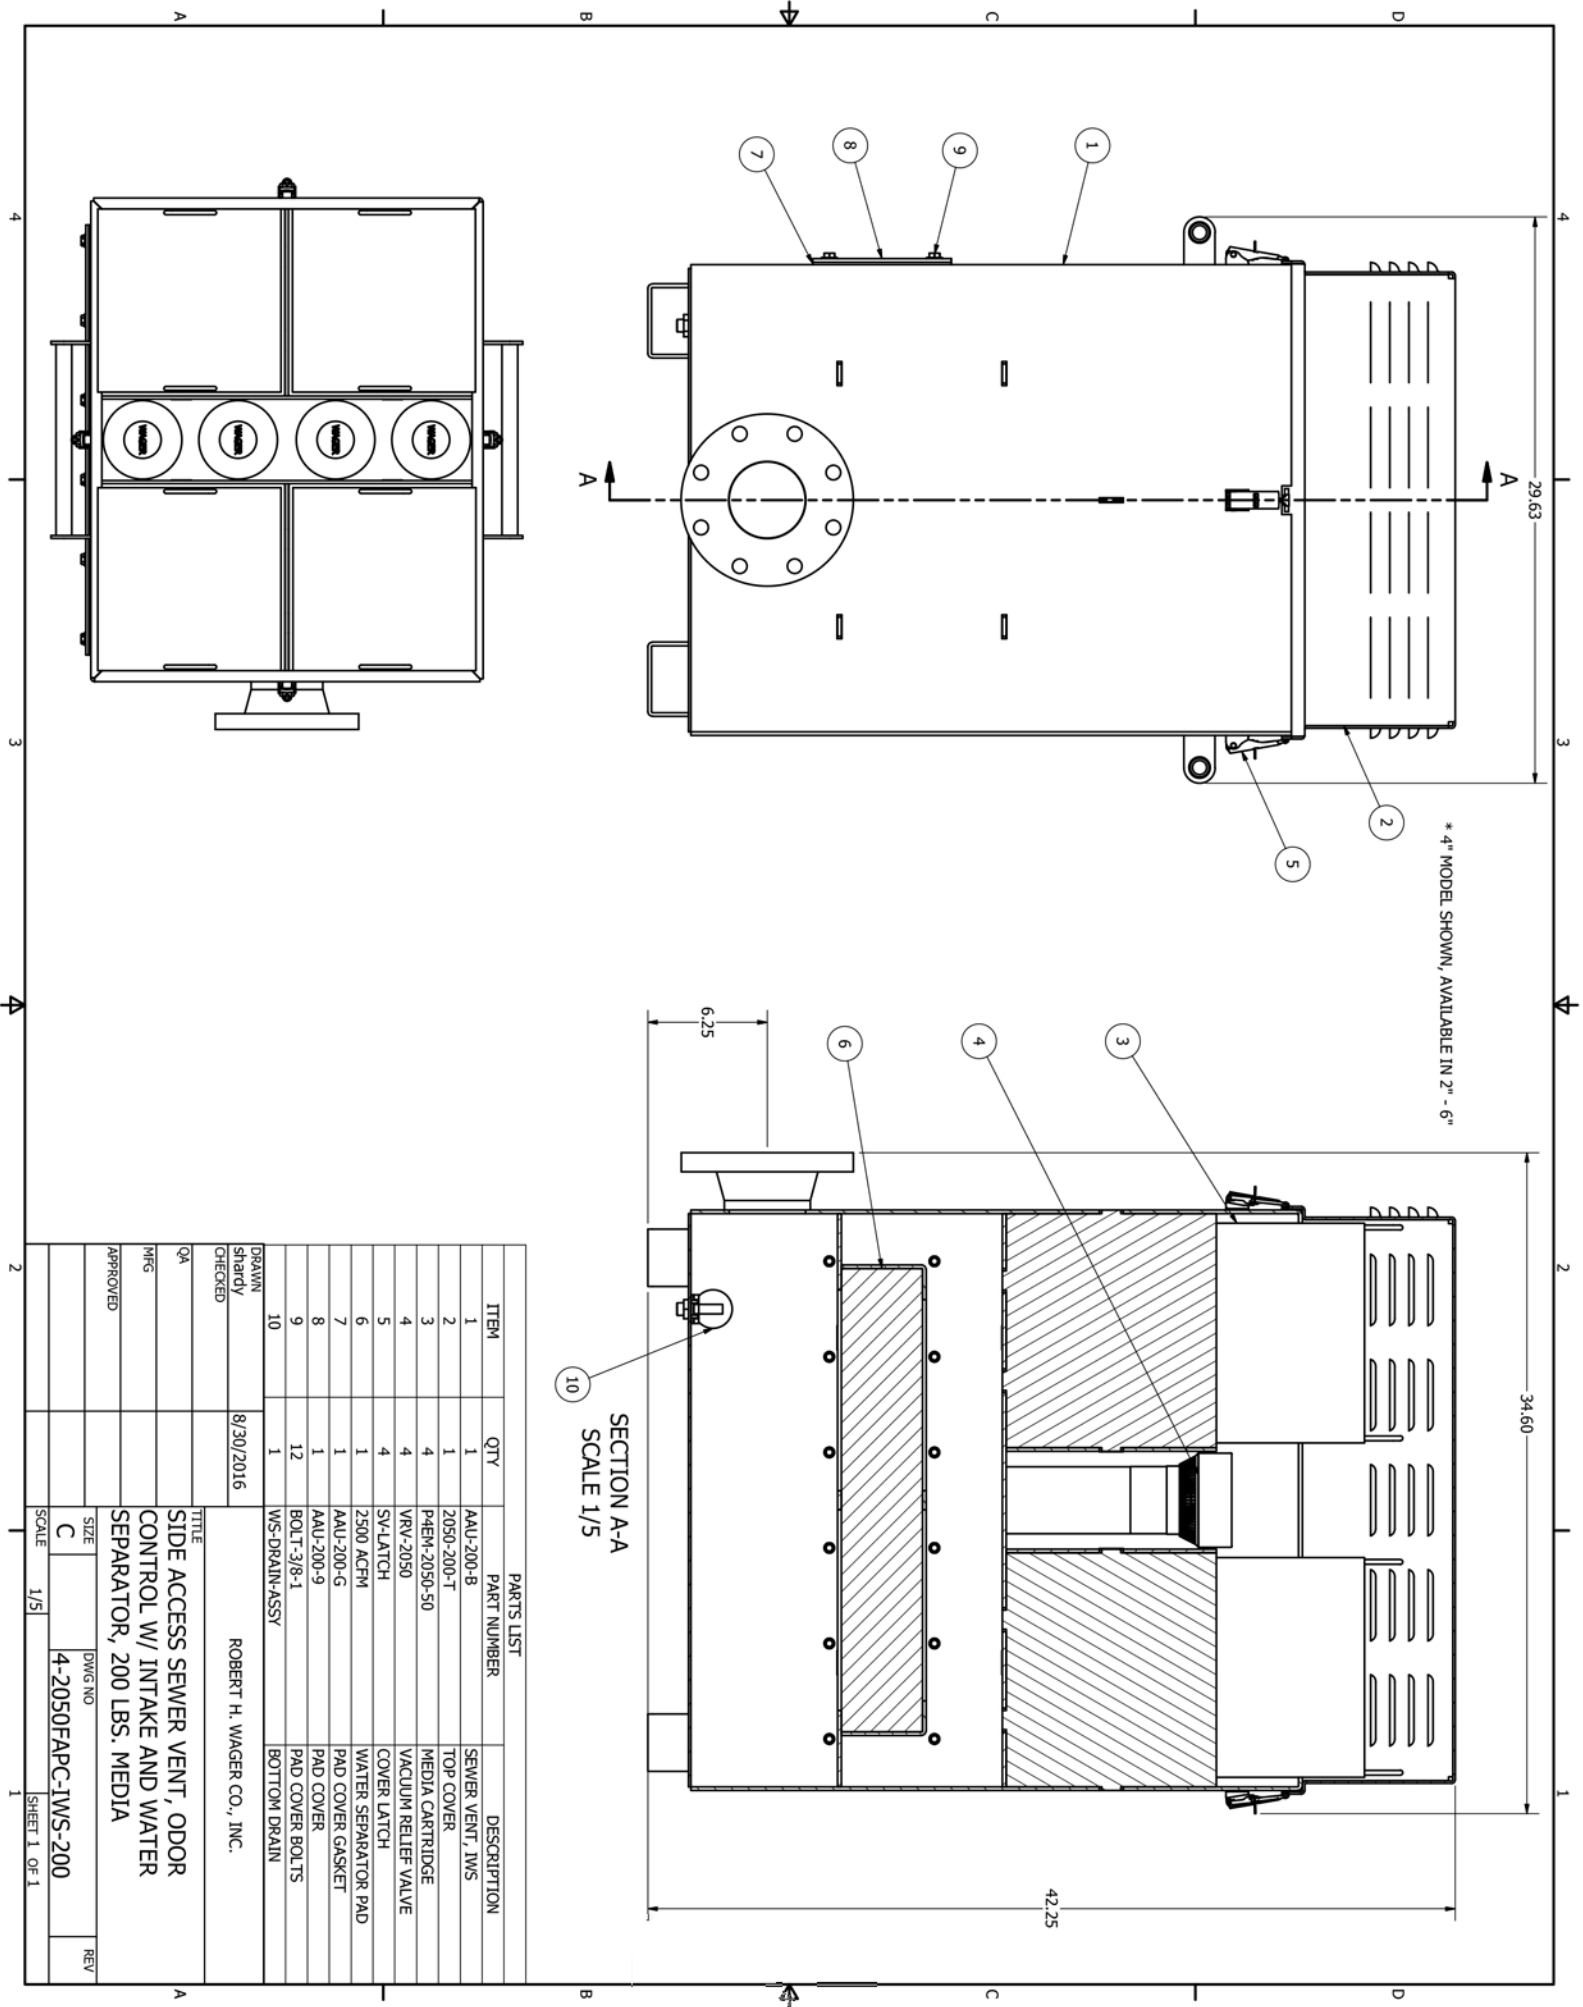 4
3
2
1
D
C
B
A
29.63
A
A
1
9
8
7
2
5
* 4" MODEL SHOWN, AVAILABLE IN 2" - 6"
34.60
42.25
6.25
3
4
6
10
SECTION A-A
SCALE 1/5
WAGER
WAGER
WAGER
WAGER
PARTS LIST
ITEM QTY PART NUMBER DESCRIPTION
1 1 AAU-200-B SEWER VENT, IWS
2 1 2050-200-T TOP COVER
3 4 P4EM-2050-50 MEDIA CARTRIDGE
4 4 VRV-2050 VACUUM RELIEF VALVE
5 4 SV-LATCH COVER LATCH
6 1 2500 ACFM WATER SEPARATOR PAD
7 1 AAU-200-G PAD COVER GASKET
8 1 AAU-200-9 PAD COVER
9 12 BOLT-3/8-1 PAD COVER BOLTS
10 1 WS-DRAIN-ASSY BOTTOM DRAIN
DRAWN
shardy 8/30/2016
CHECKED
QA
MFG
APPROVED
ROBERT H. WAGER CO., INC.
TITLE
SIDE ACCESS SEWER VENT, ODOR
CONTROL W/ INTAKE AND WATER
SEPARATOR, 200 LBS. MEDIA
SIZE
C
DWG NO
4-2050FAPC-IWS-200
REV
SCALE 1/5
SHEET 1 OF 1
D
C
B
A
4
3
2
1